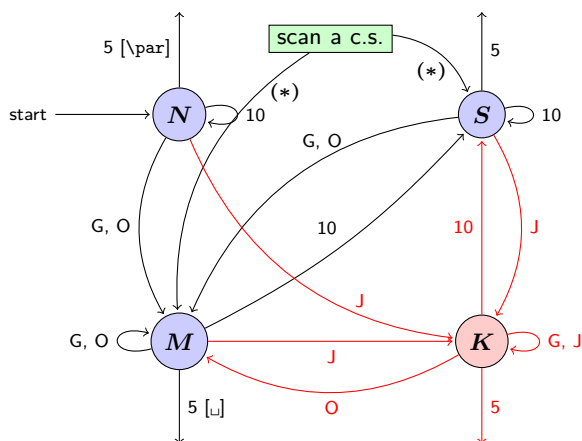 5 [\par]
scan a c.s.
5
(∗)
(∗)
start
N
10
S
10
G, O
G, O
10
10
J
J
G, O
M
J
K
G, J
O
5 [␣]
5